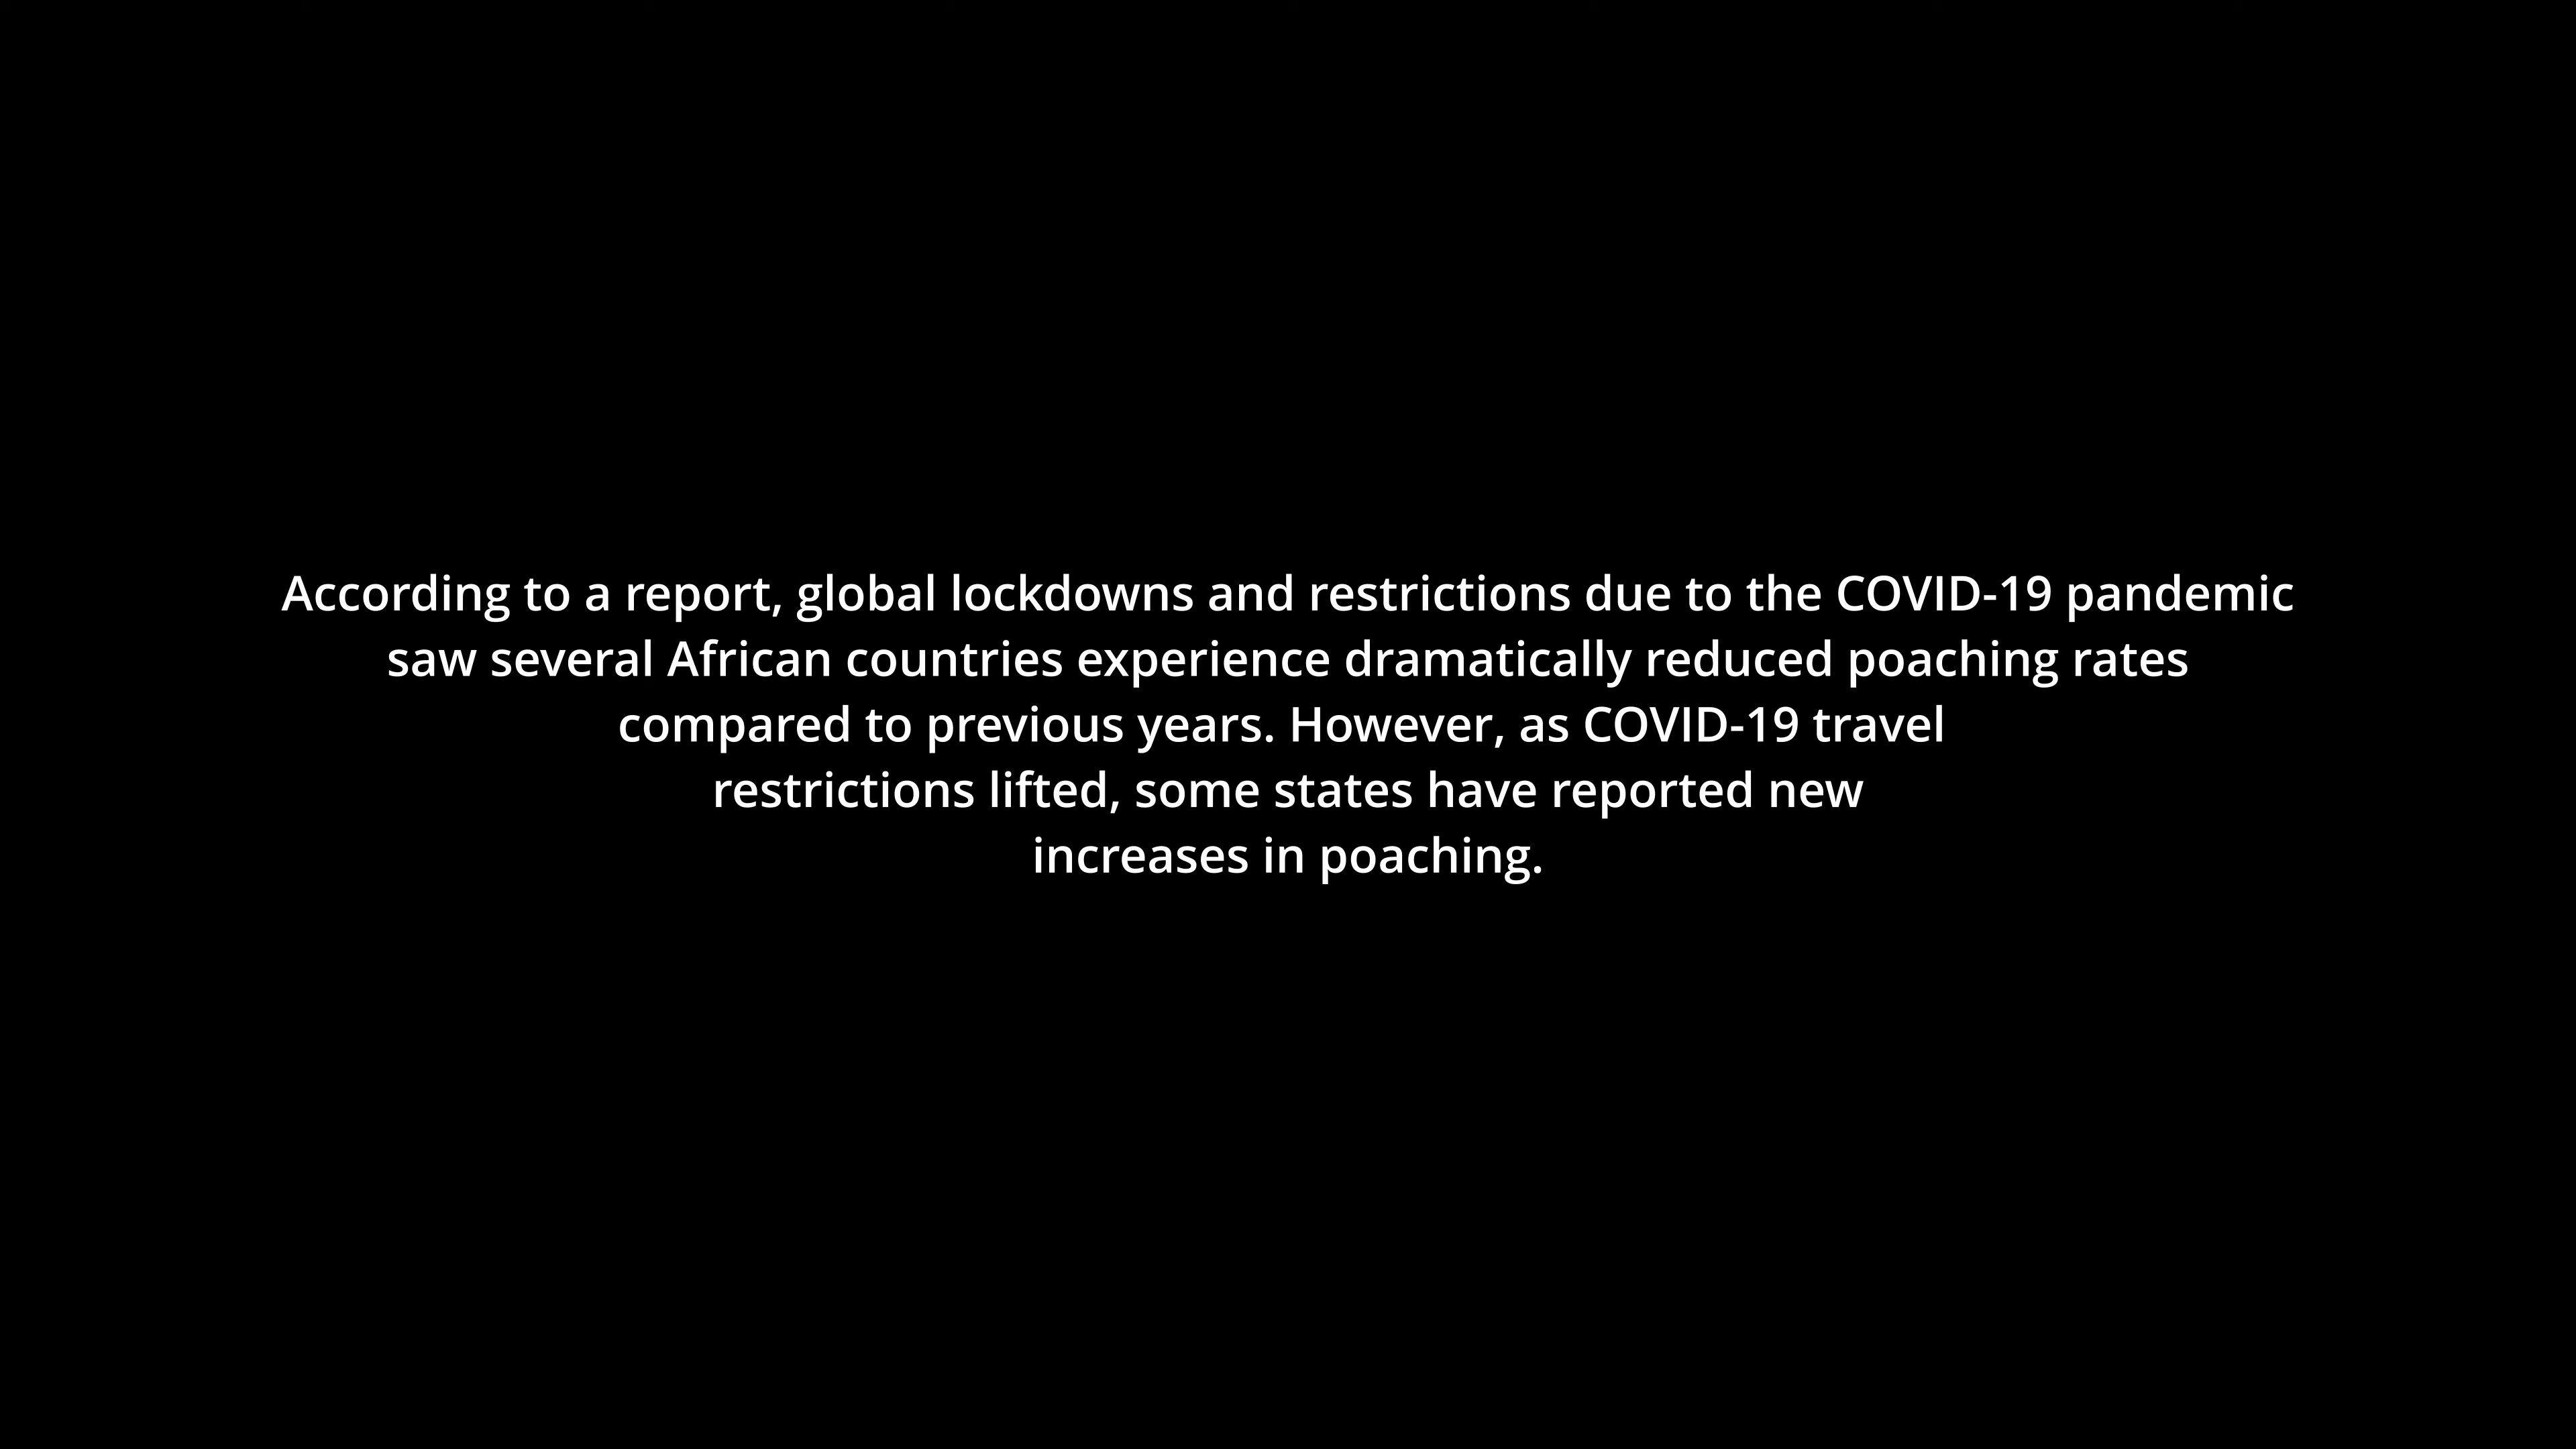 According to a report, global lockdowns and restrictions due to the COVID-19 pandemic
saw several African countries experience dramatically reduced poaching rates
compared to previous years. However, as COVID-19 travel
restrictions lifted, some states have reported new
increases in poaching.